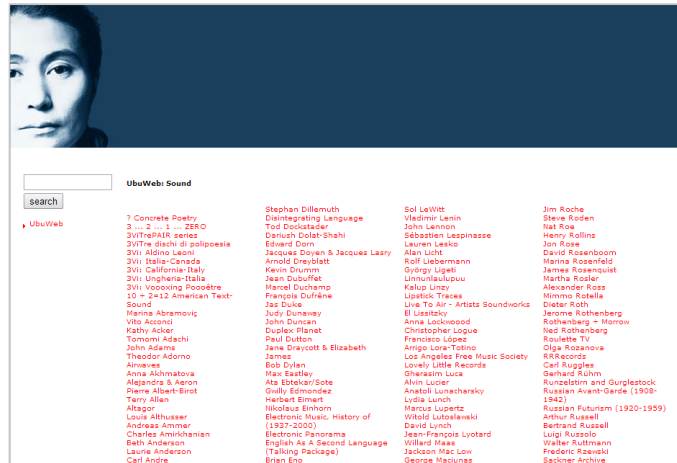 UbuWeb: Sound
search
UbuWeb
? Concrete Poetry
3 ... 2 ... 1 ... ZERO
3ViTrePAIR series
3ViTre dischi di polipoesia
3Vi: Aldino Leoni
3Vi: Italia-Canada
3Vi: California-Italy
3Vi: Ungheria-Italia
3Vi: Voooxing Poooêtre
10 + 2=12 American Text-
Sound
Marina Abramoviç
Vito Acconci
Kathy Acker
Tomomi Adachi
John Adams
Theodor Adorno
Airwaves
Anna Akhmatova
Alejandra & Aeron
Pierre Albert-Birot
Terry Allen
Altagor
Louis Althusser
Andreas Ammer
Charles Amirkhanian
Beth Anderson
Laurie Anderson
Carl Andre
Stephan Dillemuth
Disintegrating Language
Tod Dockstader
Dariush Dolat-Shahi
Edward Dorn
Jacques Doyen & Jacques Lasry
Arnold Dreyblatt
Kevin Drumm
Jean Dubuffet
Marcel Duchamp
François Dufrêne
Jas Duke
Judy Dunaway
John Duncan
Duplex Planet
Paul Dutton
Jane Draycott & Elizabeth
James
Bob Dylan
Max Eastley
Ata Ebtekar/Sote
Gwilly Edmondez
Herbert Eimert
Nikolaus Einhorn
Electronic Music, History of
(1937-2000)
Electronic Panorama
English As A Second Language
(Talking Package)
Brian Eno
Sol LeWitt
Vladimir Lenin
John Lennon
Sébastien Lespinasse
Lauren Lesko
Alan Licht
Rolf Liebermann
György Ligeti
Kalup Linzy
Linnunlaulupuu
Lipstick Traces
Live To Air - Artists Soundworks
El Lissitzky
Anna Lockwoood
Christopher Logue
Francisco López
Arrigo Lora-Totino
Los Angeles Free Music Society
Lovely Little Records
Gherasim Luca
Alvin Lucier
Anatoli Lunacharsky
Lydia Lunch
Marcus Lupertz
Witold Lutoslawski
David Lynch
Jean-François Lyotard
Willard Maas
Jackson Mac Low
George Maciunas
Jim Roche
Steve Roden
Nat Roe
Henry Rollins
Jon Rose
David Rosenboom
Marina Rosenfeld
James Rosenquist
Martha Rosler
Alexander Ross
Mimmo Rotella
Dieter Roth
Jerome Rothenberg
Rothenberg + Morrow
Ned Rothenberg
Roulette TV
Olga Rozanova
RRRecords
Carl Ruggles
Gerhard Rühm
Runzelstirn and Gurglestock
Russian Avant-Garde (1908-
1942)
Russian Futurism (1920-1959)
Arthur Russell
Bertrand Russell
Luigi Russolo
Walter Ruttmann
Frederic Rzewski
Sackner Archive